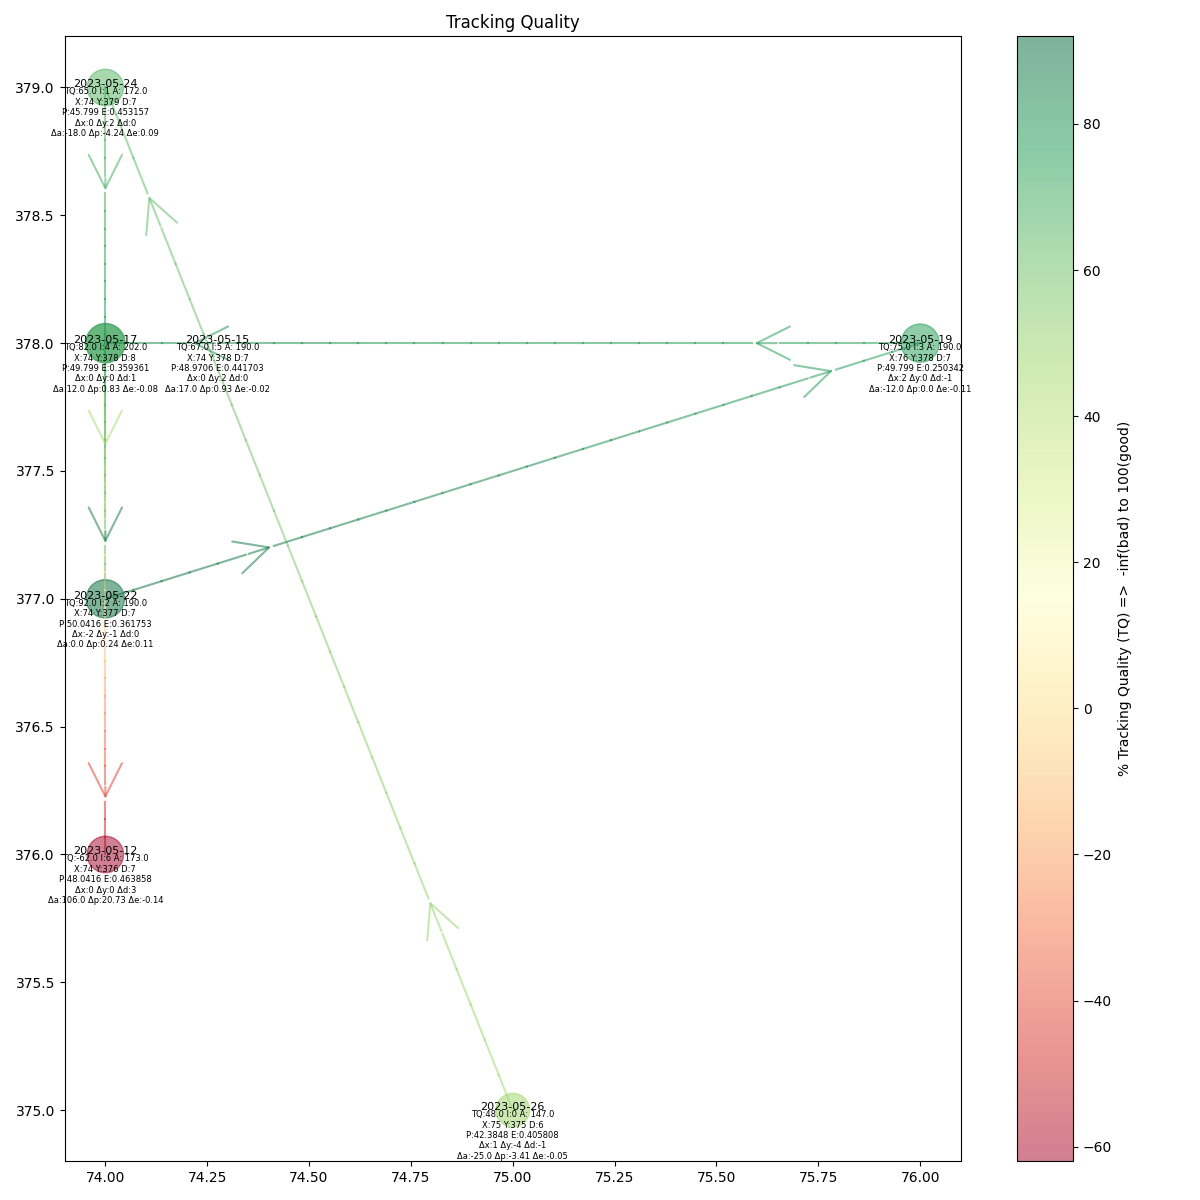 Tracking Quality
379.0
378.5
378.0
377.5
377.0
376.5
376.0
375.5
375.0
74.00
74.25
74.50
74.75
75.00
75.25
75.50
75.75
76.00
2023-05-24
TQ:65.0 I:1 A: 172.0
X:74 Y:379 D:7
P:45.799 E:0.453157
Δx:0 Δy:2 Δd:0
Δa:-18.0 Δp:-4.24 Δe:0.09
2023-05-17
TQ:82.0 I:4 A: 202.0
X:74 Y:378 D:8
P:49.799 E:0.359361
Δx:0 Δy:0 Δd:1
Δa:12.0 Δp:0.83 Δe:-0.08
2023-05-15
TQ:67.0 I:5 A: 190.0
X:74 Y:378 D:7
P:48.9706 E:0.441703
Δx:0 Δy:2 Δd:0
Δa:17.0 Δp:0.93 Δe:-0.02
2023-05-19
TQ:75.0 I:3 A: 190.0
X:76 Y:378 D:7
P:49.799 E:0.250342
Δx:2 Δy:0 Δd:-1
Δa:-12.0 Δp:0.0 Δe:-0.11
2023-05-22
TQ:92.0 I:2 A: 190.0
X:74 Y:377 D:7
P:50.0416 E:0.361753
Δx:-2 Δy:-1 Δd:0
Δa:0.0 Δp:0.24 Δe:0.11
2023-05-12
TQ:-62.0 I:6 A: 173.0
X:74 Y:376 D:7
P:48.0416 E:0.463858
Δx:0 Δy:0 Δd:3
Δa:106.0 Δp:20.73 Δe:-0.14
2023-05-26
TQ:48.0 I:0 A: 147.0
X:75 Y:375 D:6
P:42.3848 E:0.405808
Δx:1 Δy:-4 Δd:-1
Δa:-25.0 Δp:-3.41 Δe:-0.05
80
60
40
20
0
−20
−40
−60
% Tracking Quality (TQ) => -inf(bad) to 100(good)